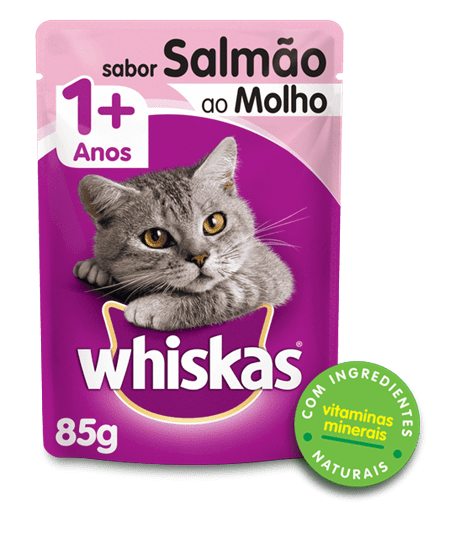 sabor Salmão
ao Molho
1+
Anos
whiskas®
85g
COM INGREDIENTES
vitaminas
minerais
NATURAIS